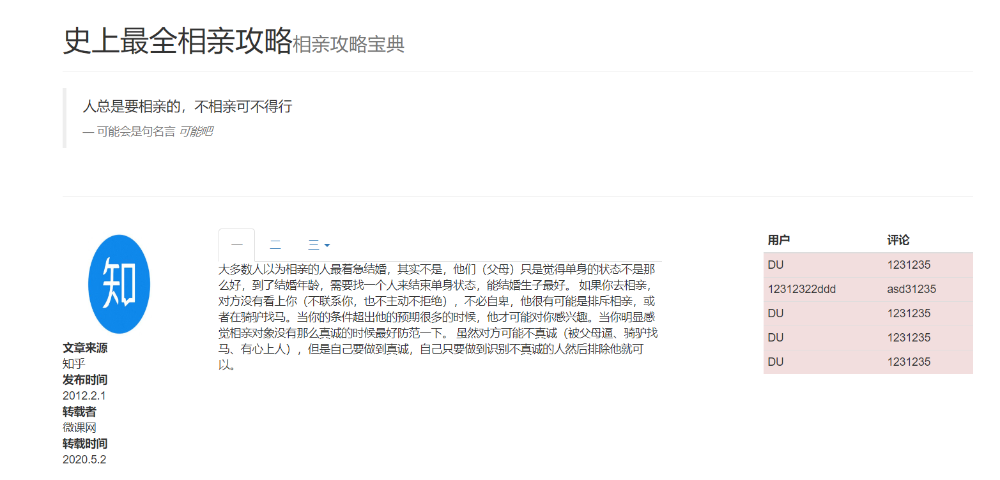 史上最全相亲攻略相亲攻略宝典
人总是要相亲的，不相亲可不得行
— 可能会是句名言 可能吧
知
文章来源
知乎
发布时间
2012.2.1
转载者
微课网
转载时间
2020.5.2
一 二 三
大多数人以为相亲的人最着急结婚，其实不是，他们（父母）只是觉得单身的状态不是那
么好，到了结婚年龄，需要找一个人来结束单身状态，能结婚生子最好。 如果你去相亲，
对方没有看上你（不联系你，也不主动不拒绝），不必自卑，他很有可能是排斥相亲，或
者在骑驴找马。当你的条件超出他的预期很多的时候，他才可能对你感兴趣。当你明显感
觉相亲对象没有那么真诚的时候最好防范一下。 虽然对方可能不真诚（被父母逼、骑驴找
马、有心上人），但是自己要做到真诚，自己只要做到识别不真诚的人然后排除他就可
以。
用户 评论
DU 1231235
12312322ddd asd31235
DU 1231235
DU 1231235
DU 1231235